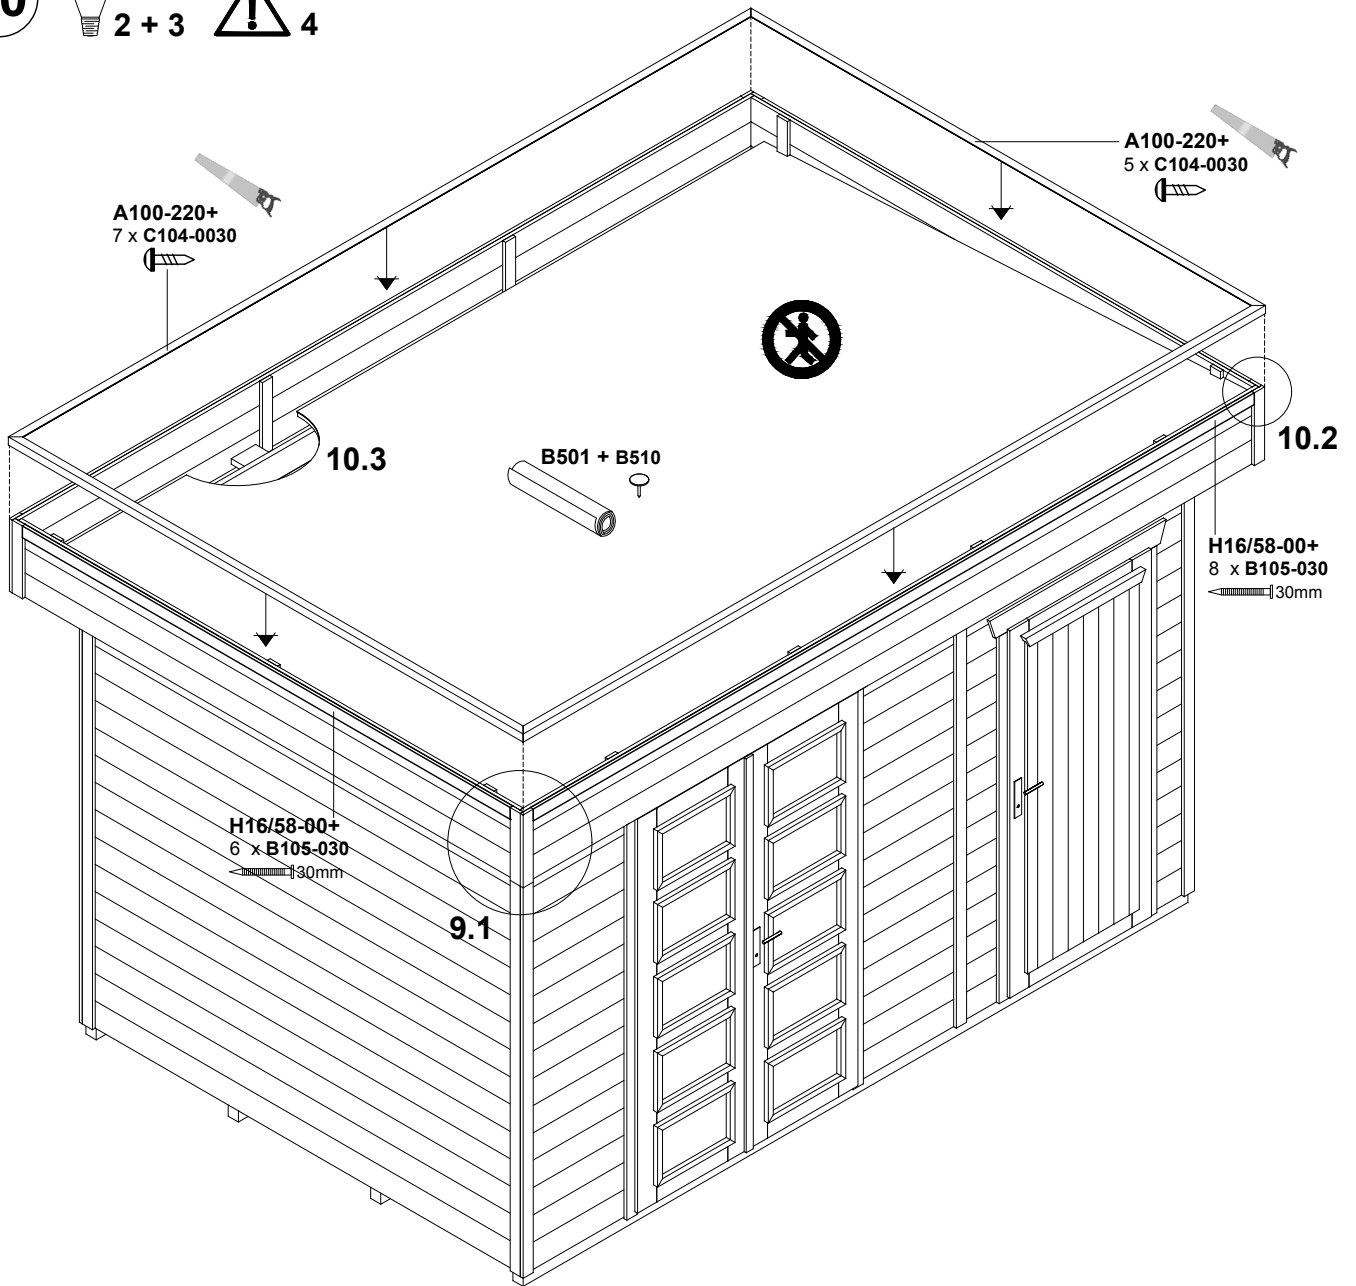 0
2 + 3
4
A100-220+
5 x C104-0030
A100-220+
7 x C104-0030
10.3
B501 + B510
10.2
H16/58-00+
8 x B105-030
30mm
H16/58-00+
6 x B105-030
30mm
9.1